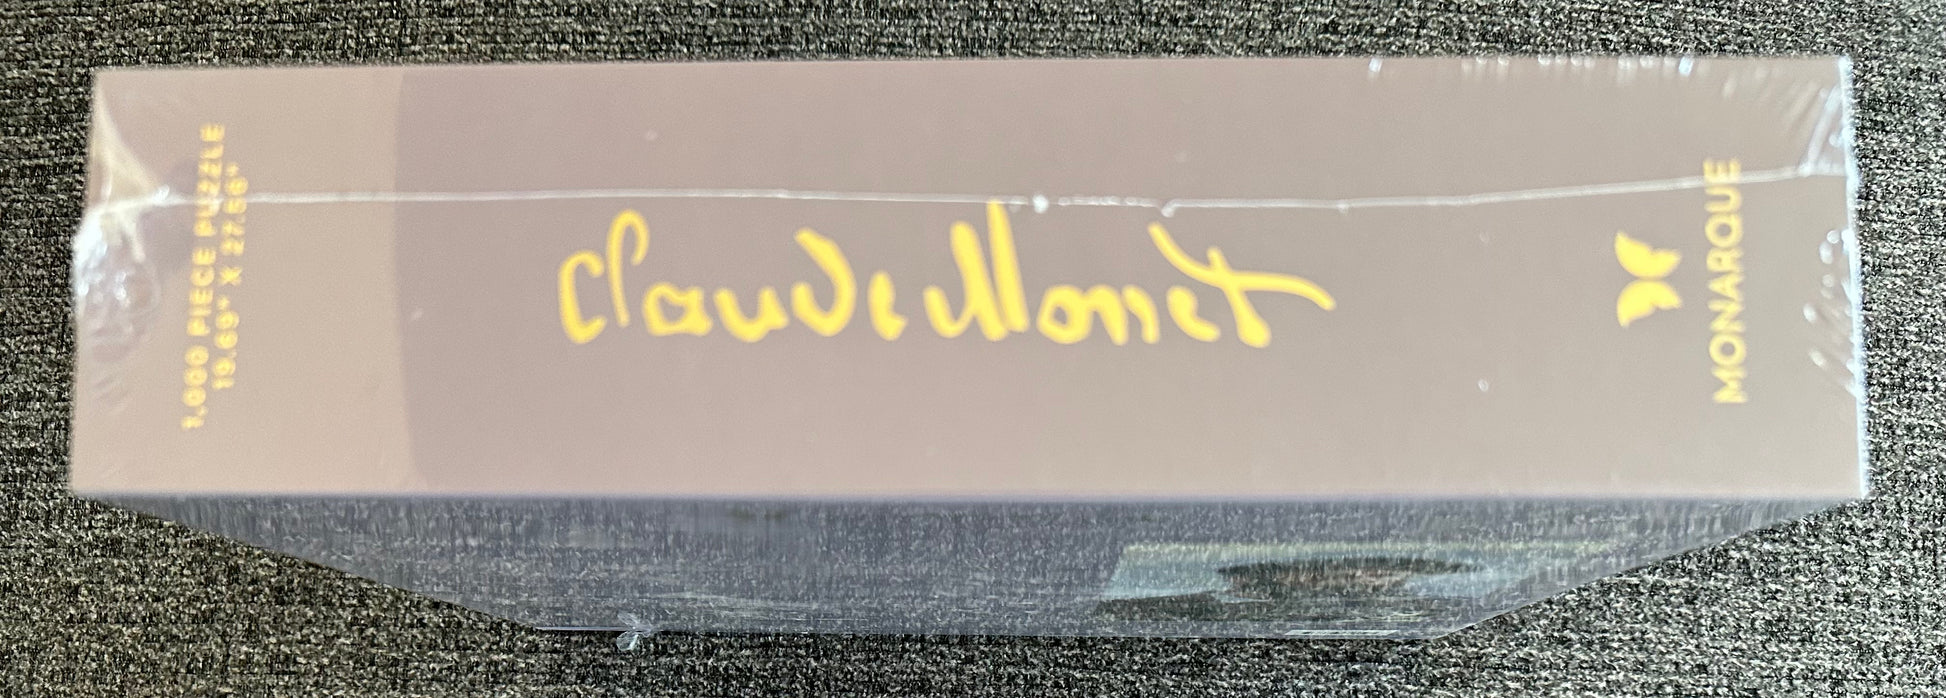 1,000 PIECE PUZZLE
19.69" X 27.56"
Claude Monet
MONARQUE